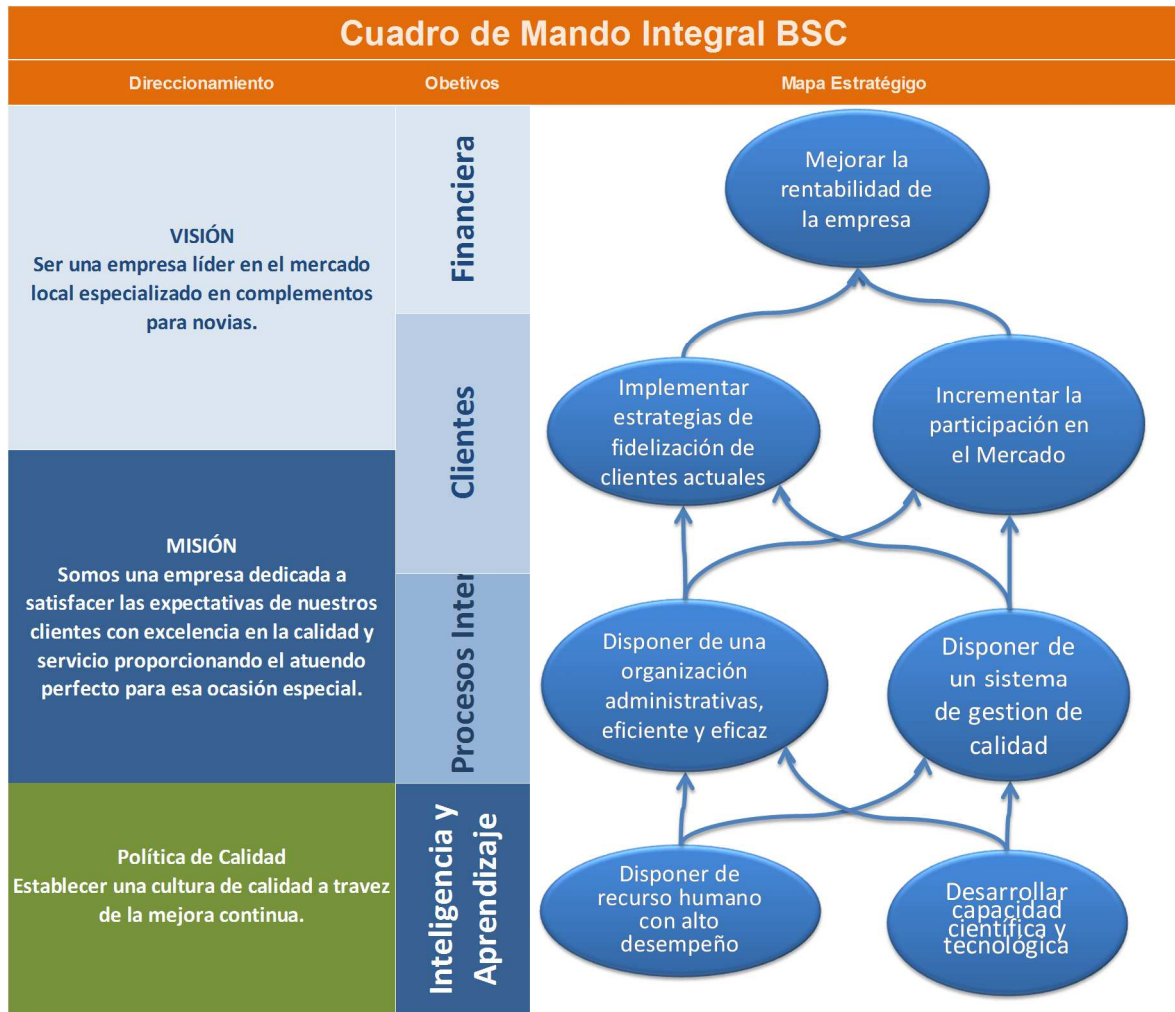 Cuadro de Mando Integral BSC
Direccionamiento
Obetivos
Mapa Estratégigo
VISIÓN
Ser una empresa líder en el mercado
local especializado en complementos
para novias.
MISIÓN
Somos una empresa dedicada a
satisfacer las expectativas de nuestros
clientes con excelencia en la calidad y
servicio proporcionando el atuendo
perfecto para esa ocasión especial.
Política de Calidad
Establecer una cultura de calidad a travez
de la mejora continua.
Financiera
Clientes
Procesos Inter
Inteligencia y
Aprendizaje
Mejorar la
rentabilidad de
la empresa
Implementar
estrategias de
fidelización de
clientes actuales
Incrementar la
participación en
el Mercado
Disponer de una
organización
administrativas,
eficiente y eficaz
Disponer de
un sistema
de gestion de
calidad
Disponer de
recurso humano
con alto
desempeño
Desarrollar
capacidad
científica y
tecnológica